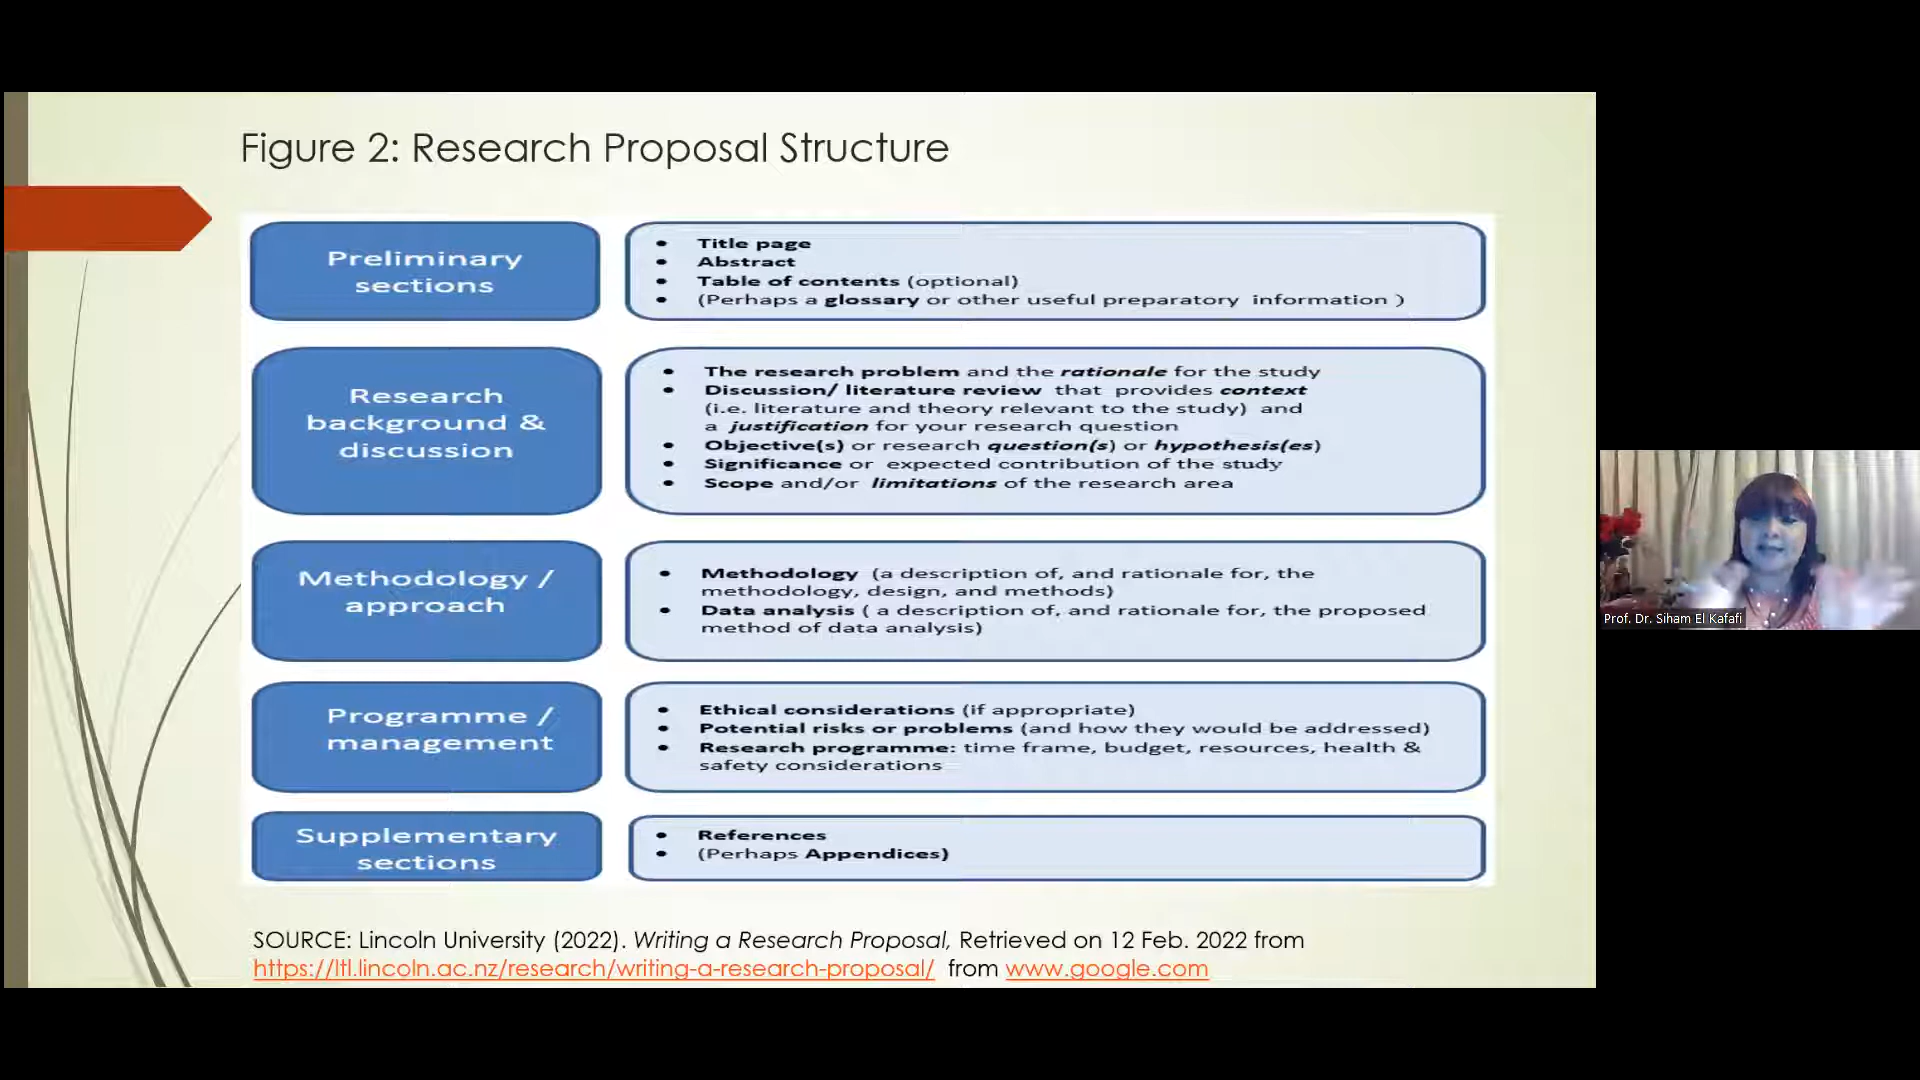 Figure 2: Research Proposal Structure
Preliminary
sections
• Title page
• Abstract
• Table of contents (optional)
• (Perhaps a glossary or other useful preparatory information )
Research
background &
discussion
• The research problem and the rationale for the study
• Discussion/ literature review that provides context
(i.e. literature and theory relevant to the study) and
a justification for your research question
• Objective(s) or research question(s) or hypothesis(es)
• Significance or expected contribution of the study
• Scope and/or limitations of the research area
Methodology /
approach
• Methodology (a description of, and rationale for, the
methodology, design, and methods)
• Data analysis ( a description of, and rationale for, the proposed
method of data analysis)
Programme /
management
• Ethical considerations (if appropriate)
• Potential risks or problems (and how they would be addressed)
• Research programme: time frame, budget, resources, health &
safety considerations
Supplementary
sections
• References
• (Perhaps Appendices)
SOURCE: Lincoln University (2022). Writing a Research Proposal, Retrieved on 12 Feb. 2022 from
https://ltl.lincoln.ac.nz/research/writing-a-research-proposal/ from www.google.com
Prof. Dr. Siham El Kafafi